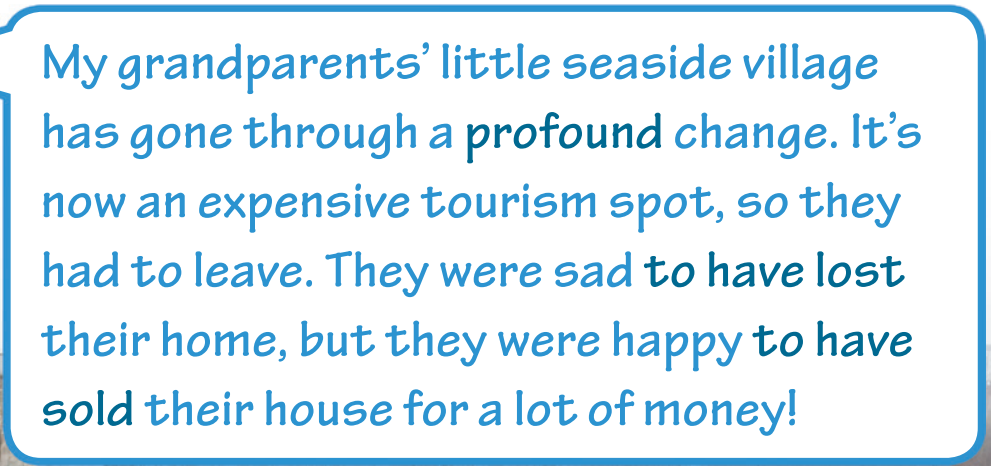 My grandparents’ little seaside village
has gone through a profound change. It’s
now an expensive tourism spot, so they
had to leave. They were sad to have lost
their home, but they were happy to have
sold their house for a lot of money!